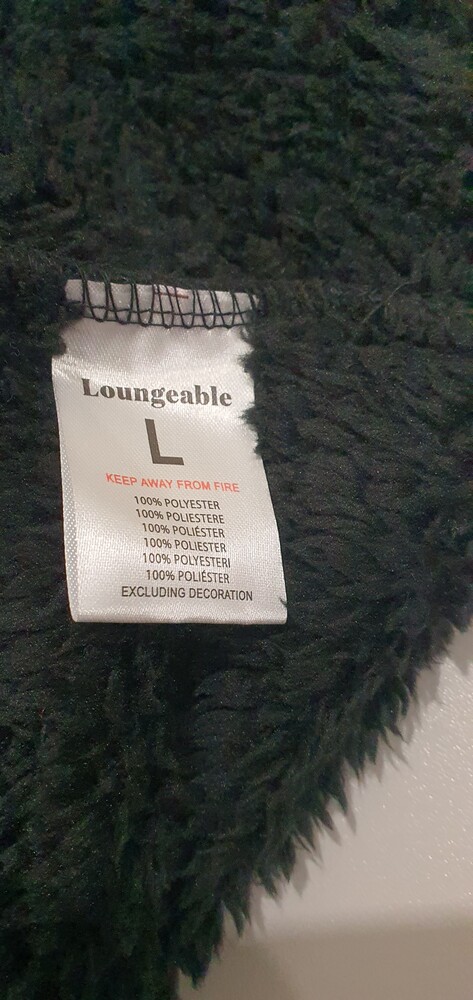 Loungeable
L
KEEP AWAY FROM FIRE
100% POLYESTER
100% POLIESTERE
100% POLIÉSTER
100% POLIESTER
100% POLYESTERI
100% POLIÉSTER
EXCLUDING DECORATION